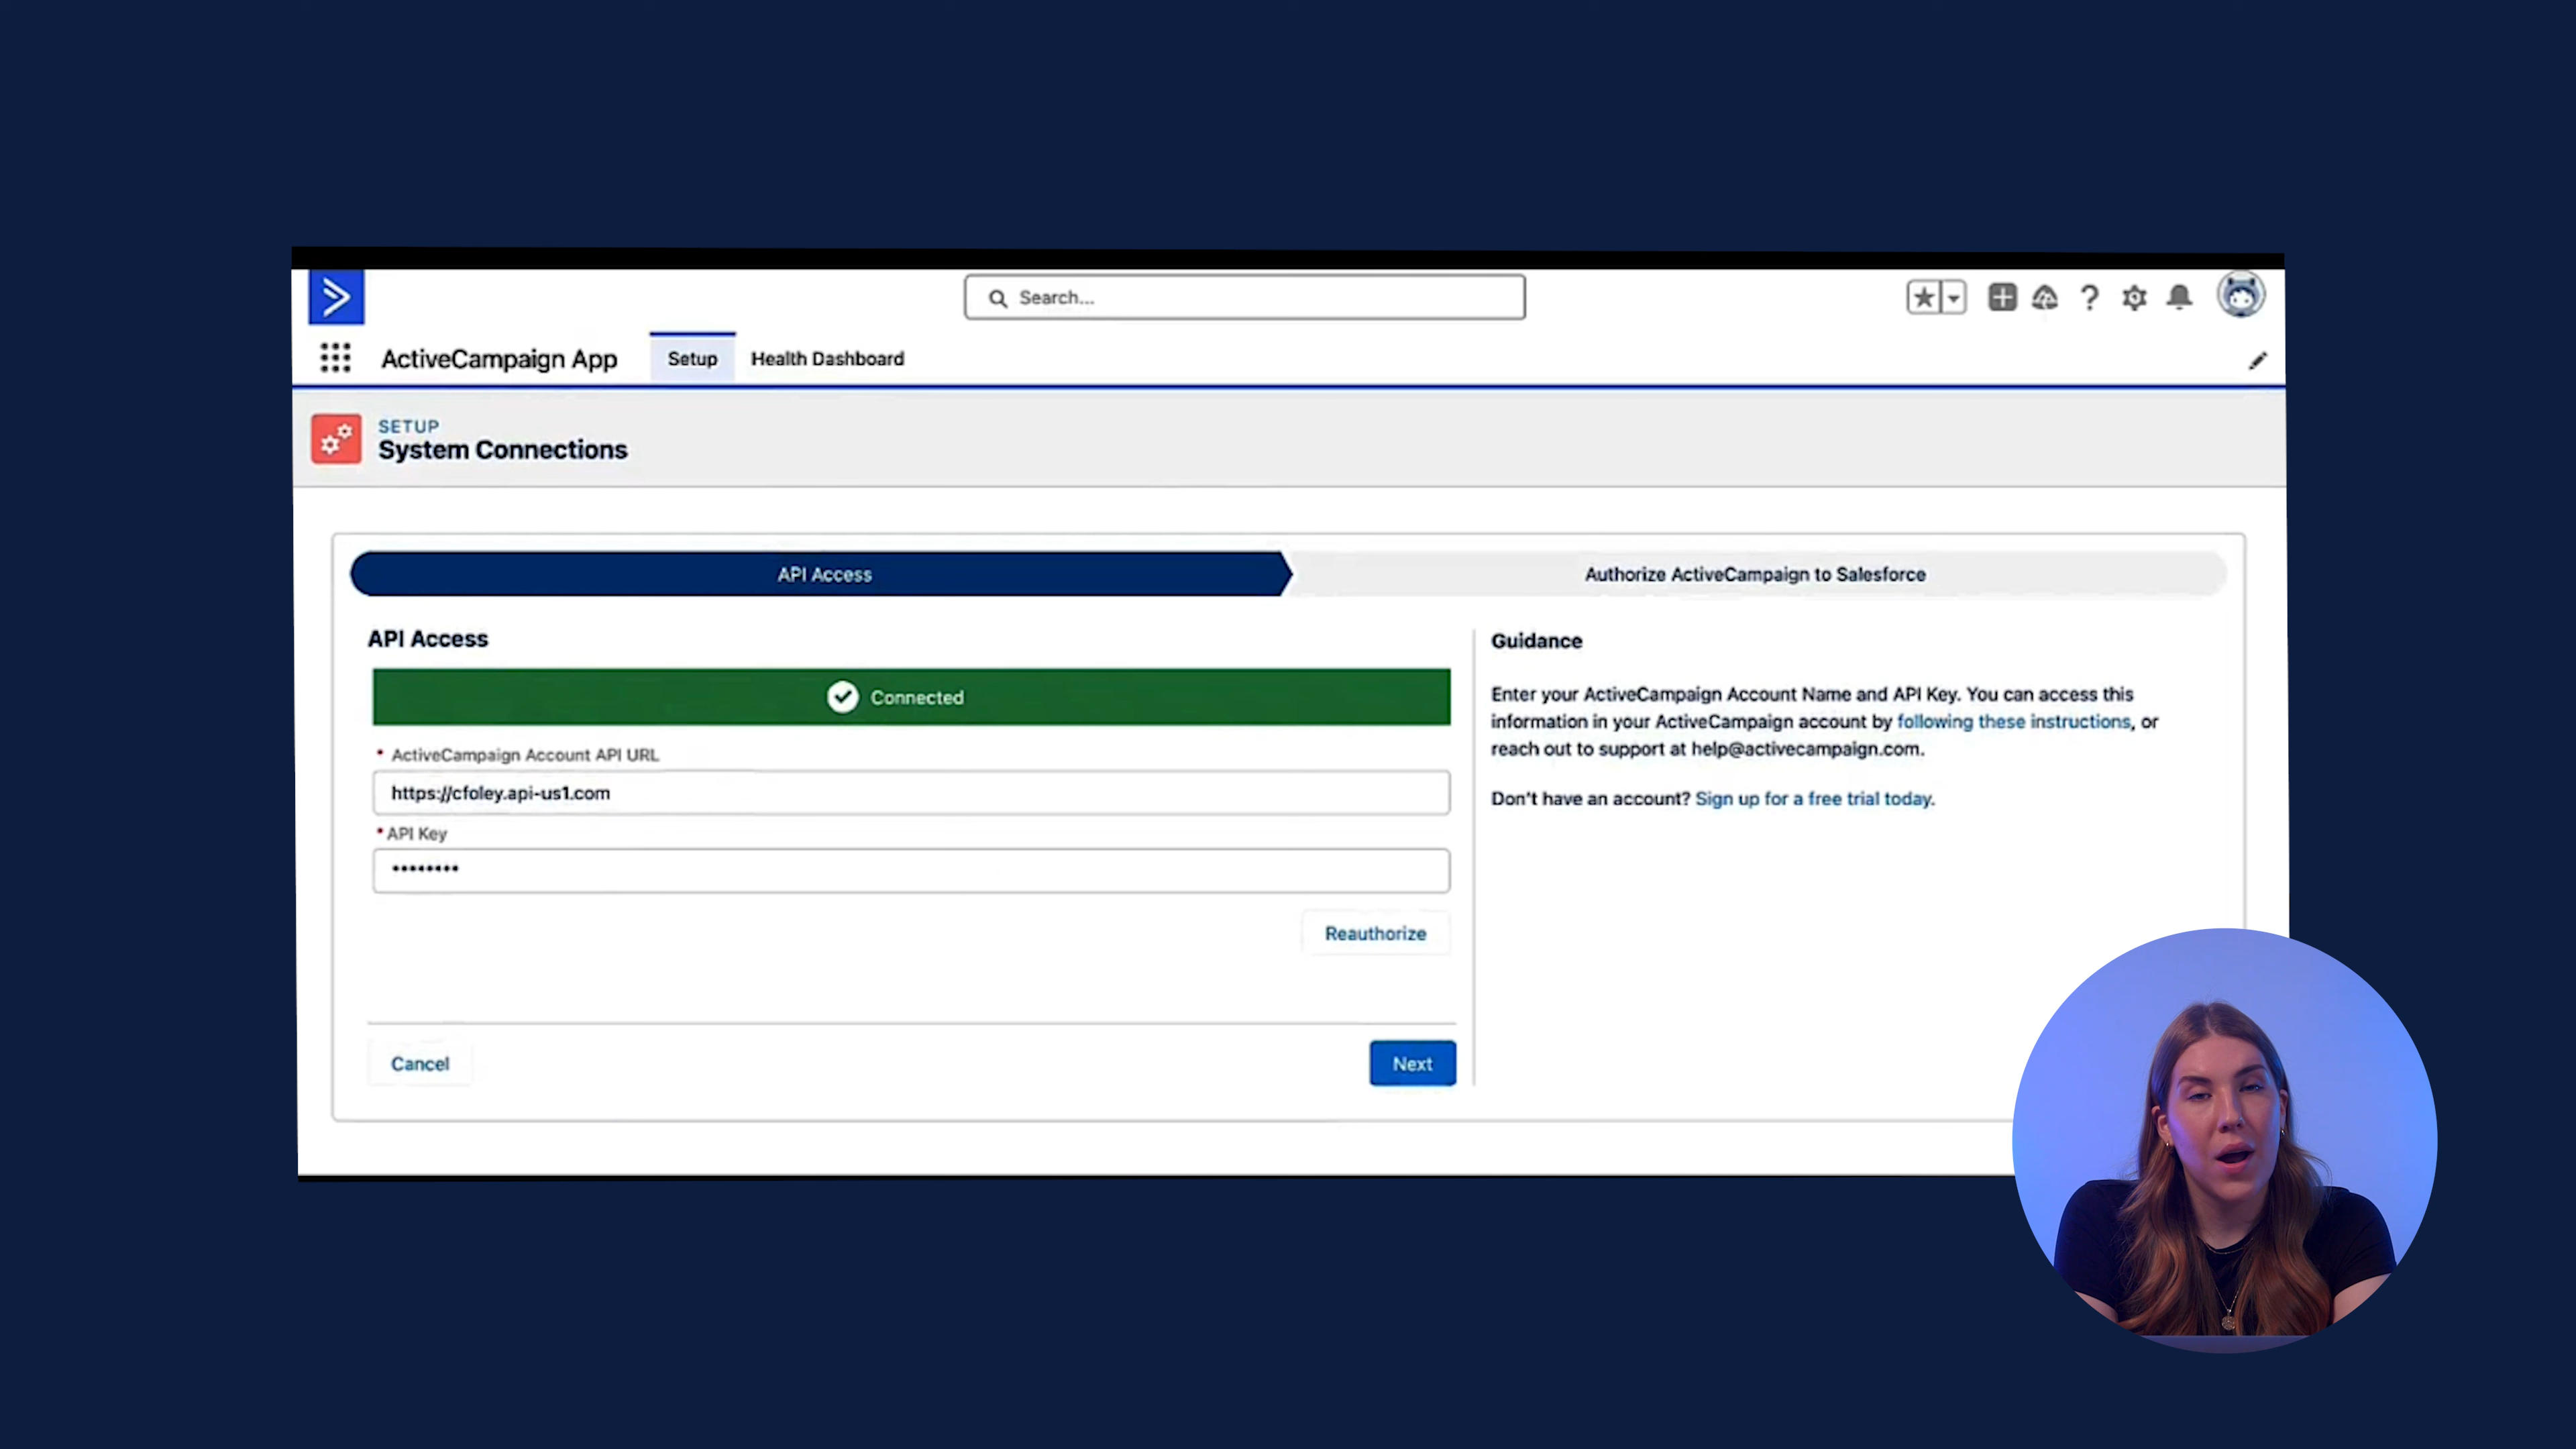 Search...
ActiveCampaign App
Setup
Health Dashboard
SETUP
System Connections
API Access
Authorize ActiveCampaign to Salesforce
API Access
Connected
* ActiveCampaign Account API URL
https://cfoley.api-us1.com
* API Key
••••••••
Reauthorize
Cancel
Next
Guidance
Enter your ActiveCampaign Account Name and API Key. You can access this
information in your ActiveCampaign account by following these instructions, or
reach out to support at help@activecampaign.com.
Don't have an account? Sign up for a free trial today.